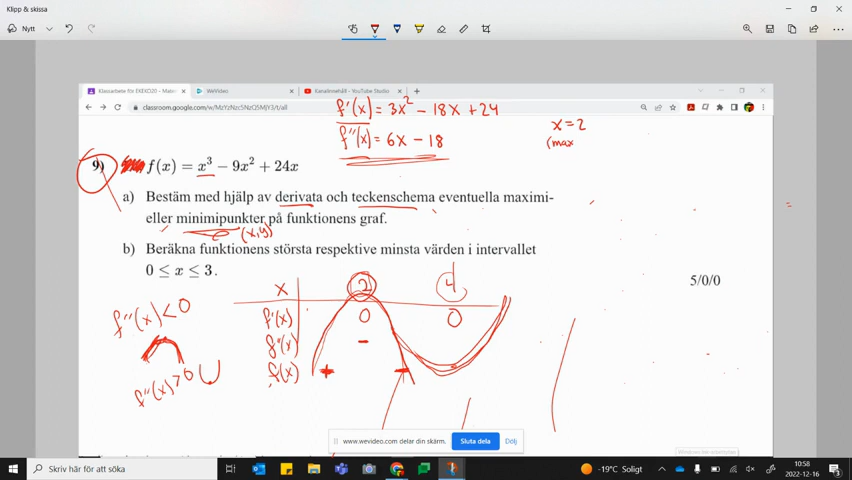 Klipp & skissa
Nytt
Klassarbete för EKEKO20 - Main
WeVideo
Kanalinnehåll - YouTube Studio
classroom.google.com/w/MzYzNzc5NzQ5MjY3/t/all
f'(x) = 3x² - 18x + 24
f''(x) = 6x - 18
x = 2
(max
9) f(x) = x³ − 9x² + 24x
a) Bestäm med hjälp av derivata och teckenschema eventuella maximi-
eller minimipunkter på funktionens graf.
(x,y)
b) Beräkna funktionens största respektive minsta värden i intervallet
0 ≤ x ≤ 3.
5/0/0
x 2 4
f'(x) 0 0
f''(x) -
f(x)
f''(x) < 0
f''(x) > 0
www.wevideo.com delar din skärm. Sluta dela Dölj
Skriv här för att söka
-19°C Soligt
10:58
2022-12-16